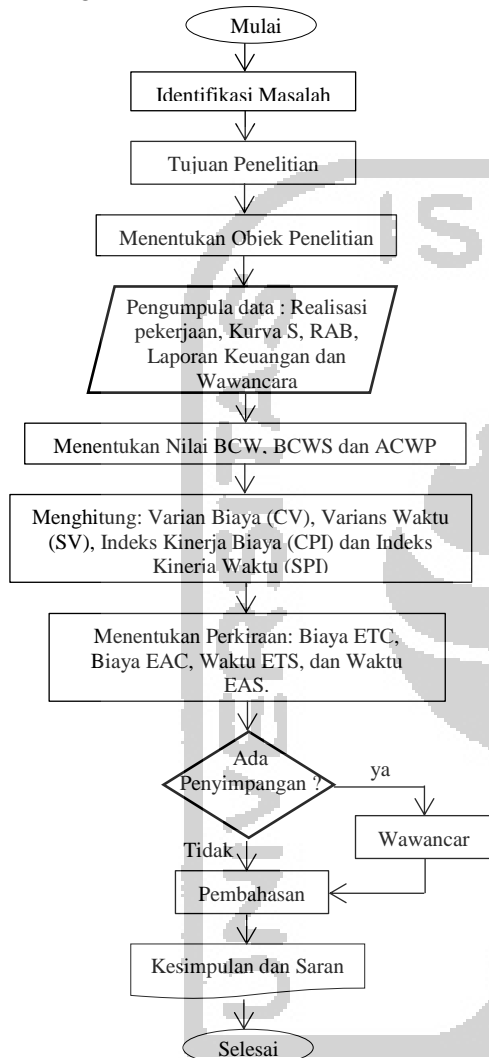 Mulai
Identifikasi Masalah
Tujuan Penelitian
Menentukan Objek Penelitian
Pengumpula data : Realisasi
pekerjaan, Kurva S, RAB,
Laporan Keuangan dan
Wawancara
Menentukan Nilai BCW, BCWS dan ACWP
Menghitung: Varian Biaya (CV), Varians Waktu
(SV), Indeks Kinerja Biaya (CPI) dan Indeks
Kinerja Waktu (SPI)
Menentukan Perkiraan: Biaya ETC,
Biaya EAC, Waktu ETS, dan Waktu
EAS.
Ada
Penyimpangan ?
ya
Wawancar
Tidak
Pembahasan
Kesimpulan dan Saran
Selesai
IS
UNIVERSITAS